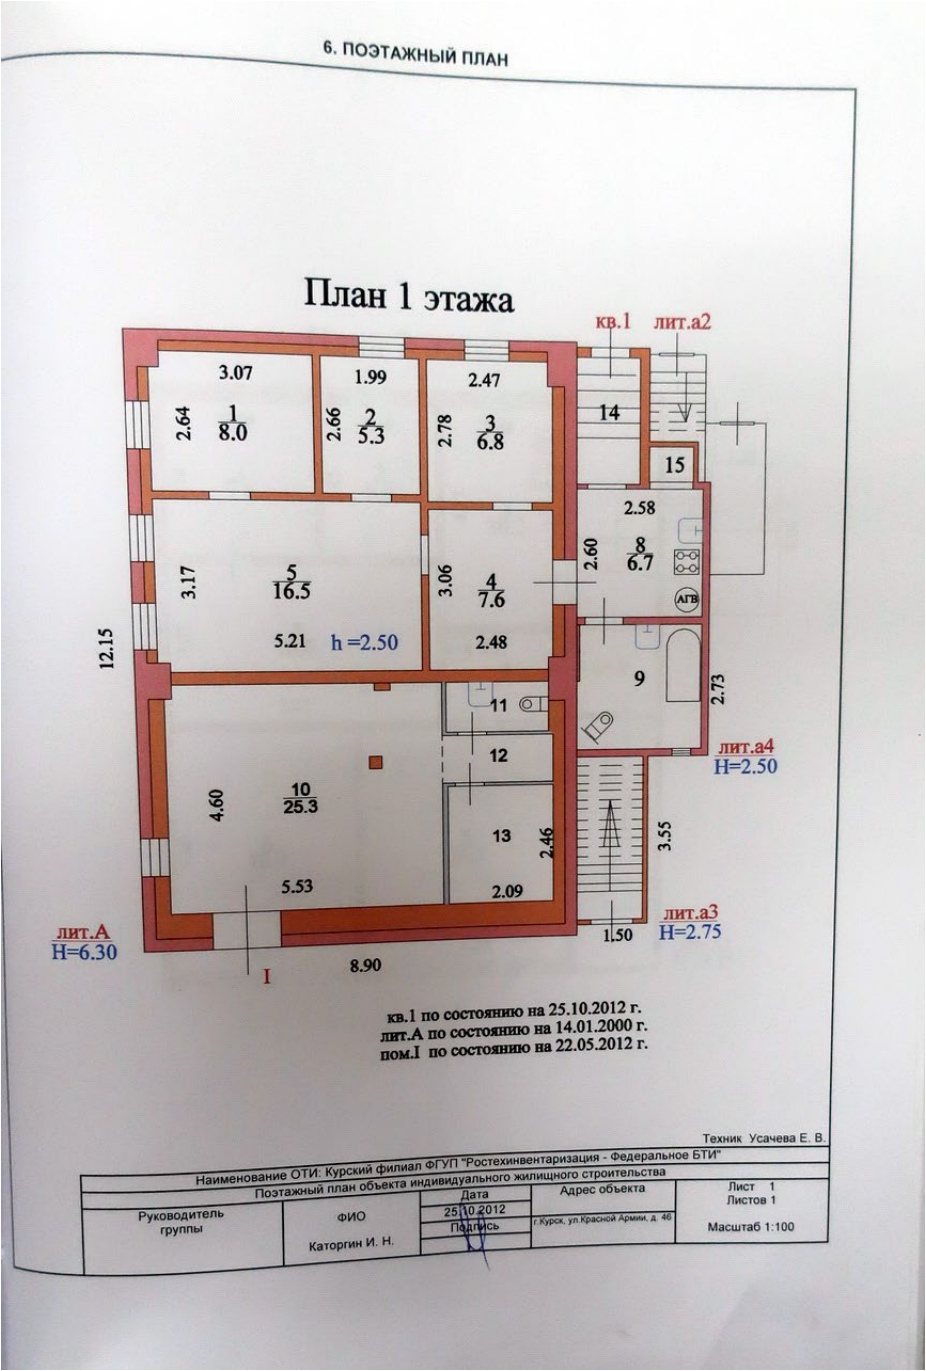 6. ПОЭТАЖНЫЙ ПЛАН
План 1 этажа
кв.1 лит.а2
3.07
2.64
1
8.0
1.99
2.66
2
5.3
2.47
2.78
3
6.8
14
15
2.58
2.60
8
6.7
АГВ
3.17
5
16.5
5.21 h =2.50
3.06
4
7.6
2.48
12.15
9
2.73
лит.а4
H=2.50
11
12
13
2.46
2.09
4.60
10
25.3
5.53
3.55
лит.а3
H=2.75
1.50
лит.А
H=6.30
I
8.90
кв.1 по состоянию на 25.10.2012 г.
лит.А по состоянию на 14.01.2000 г.
пом.I по состоянию на 22.05.2012 г.
Техник Усачева Е. В.
Наименование ОТИ: Курский филиал ФГУП "Ростехинвентаризация - Федеральное БТИ"
Поэтажный план объекта индивидуального жилищного строительства
Руководитель
группы
ФИО
Каторгин И. Н.
Дата
25.10.2012
Подпись
Адрес объекта
г.Курск, ул.Красной Армии, д. 46
Лист 1
Листов 1
Масштаб 1:100